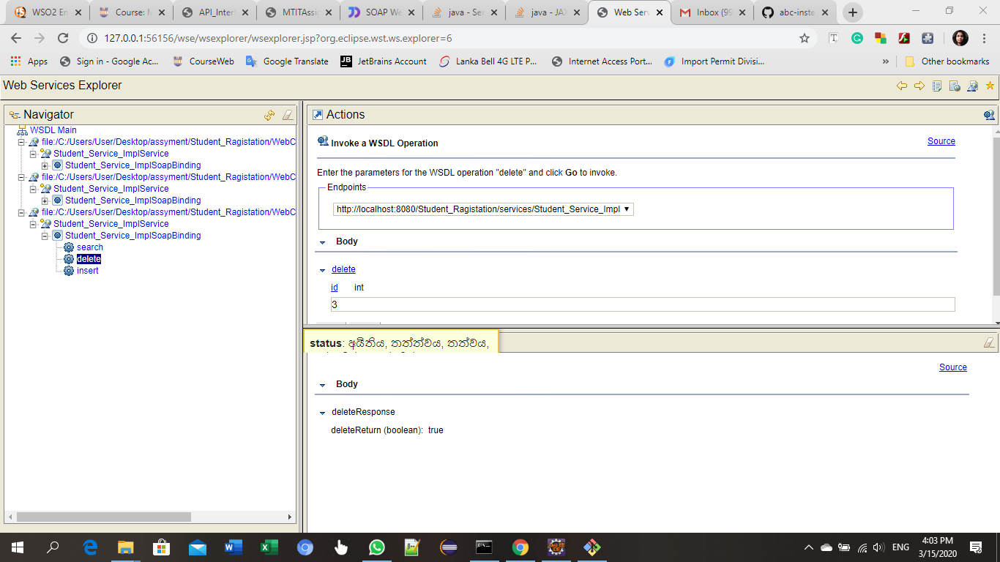 WSO2 En
Course: M
API_Interf
MTITAssig
SOAP We
java - Ser
java - JAX
Web Serv
Inbox (99
abc-inste
127.0.0.1:56156/wse/wsexplorer/wsexplorer.jsp?org.eclipse.wst.ws.explorer=6
Apps
Sign in - Google Ac...
CourseWeb
Google Translate
JetBrains Account
Lanka Bell 4G LTE P...
Internet Access Port...
Import Permit Divisi...
»
Other bookmarks
Web Services Explorer
Navigator
WSDL Main
file:/C:/Users/User/Desktop/assyment/Student_Ragistation/WebC
Student_Service_ImplService
Student_Service_ImplSoapBinding
file:/C:/Users/User/Desktop/assyment/Student_Ragistation/WebC
Student_Service_ImplService
Student_Service_ImplSoapBinding
file:/C:/Users/User/Desktop/assyment/Student_Ragistation/WebC
Student_Service_ImplService
Student_Service_ImplSoapBinding
search
delete
insert
Actions
Invoke a WSDL Operation
Source
Enter the parameters for the WSDL operation "delete" and click Go to invoke.
Endpoints
http://localhost:8080/Student_Ragistation/services/Student_Service_Impl
Body
delete
id int
3
status: අයිතිය, තත්ත්වය, තත්වය,
Source
Body
deleteResponse
deleteReturn (boolean): true
ENG
4:03 PM
3/15/2020